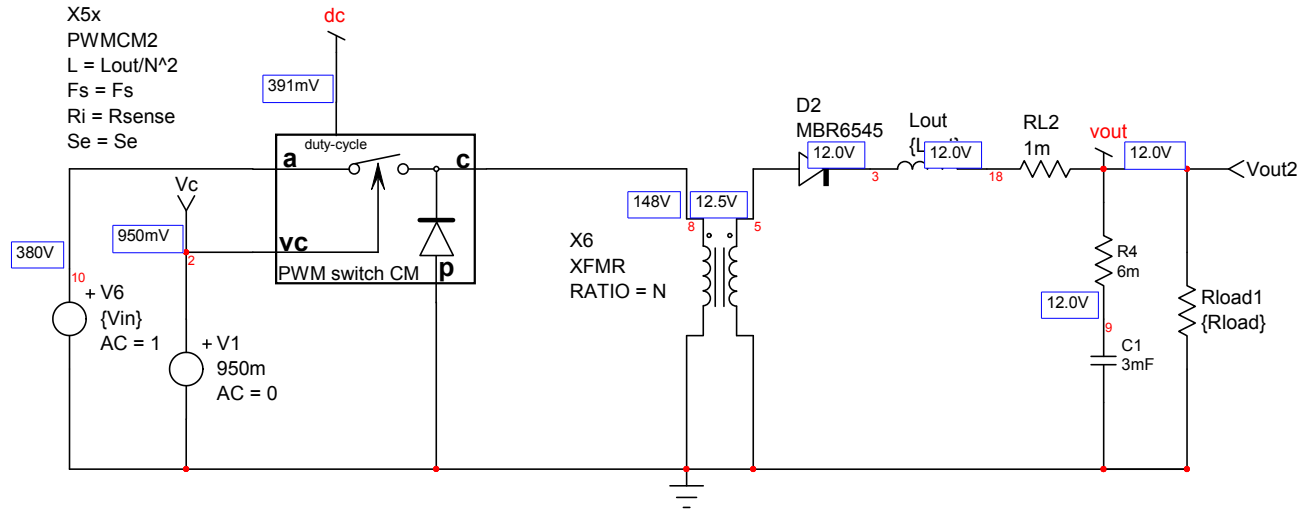 X5x
PWMCM2
L = Lout/N^2
Fs = Fs
Ri = Rsense
Se = Se
dc
391mV
duty-cycle
a
c
vc
p
PWM switch CM
Vc
950mV
2
380V
10
+ V6
{Vin}
AC = 1
+ V1
950m
AC = 0
148V
8
12.5V
5
X6
XFMR
RATIO = N
D2
MBR6545
12.0V
3
Lout
12.0V
18
RL2
1m
vout
12.0V
Vout2
R4
6m
12.0V
9
C1
3mF
Rload1
{Rload}